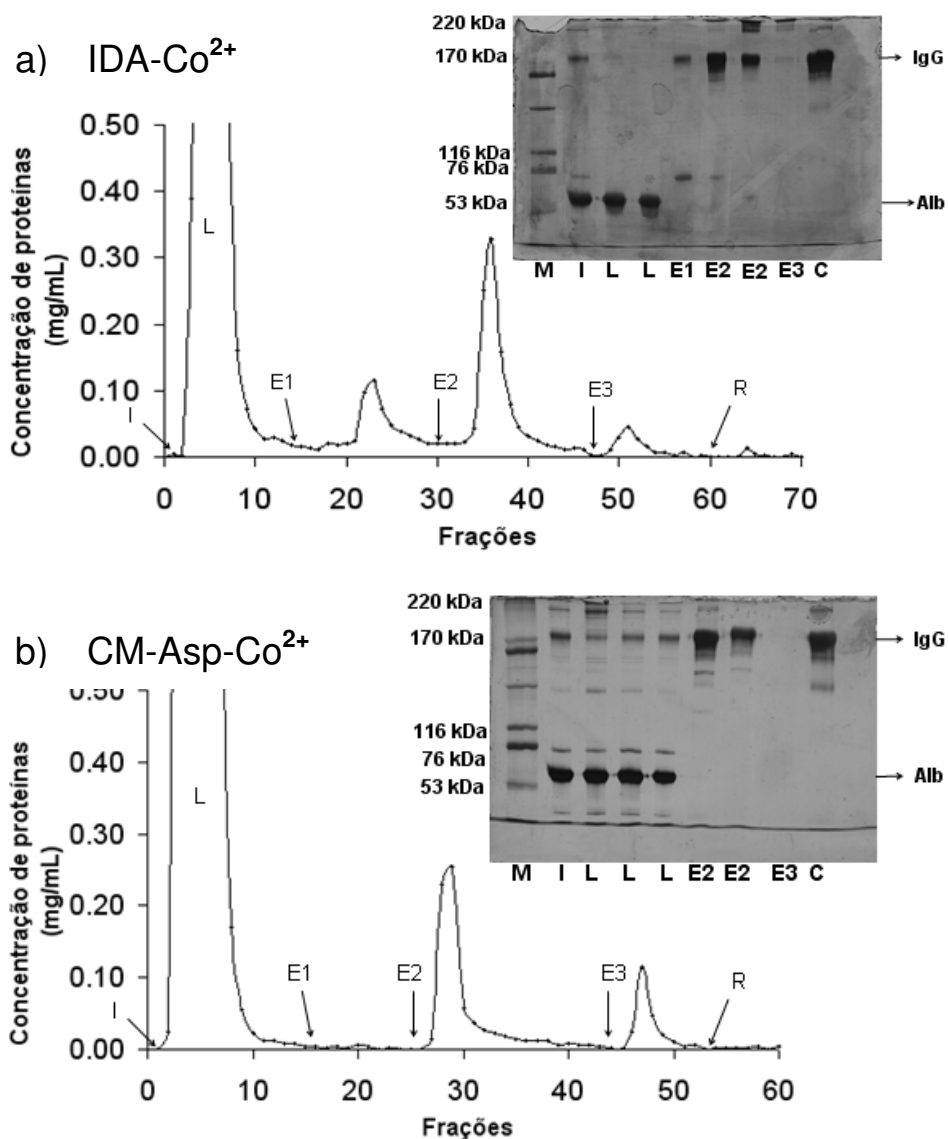 a) IDA-Co²⁺
220 kDa
170 kDa
116 kDa
76 kDa
53 kDa
IgG
Alb
M I L L E1 E2 E2 E3 C
Concentração de proteínas
(mg/mL)
0.50
0.40
0.30
0.20
0.10
0.00
I
L
E1
E2
E3
R
0 10 20 30 40 50 60 70
Frações
b) CM-Asp-Co²⁺
220 kDa
170 kDa
116 kDa
76 kDa
53 kDa
IgG
Alb
M I L L L E2 E2 E3 C
Concentração de proteínas
(mg/mL)
0.50
0.40
0.30
0.20
0.10
0.00
I
L
E1
E2
E3
R
0 10 20 30 40 50 60
Frações